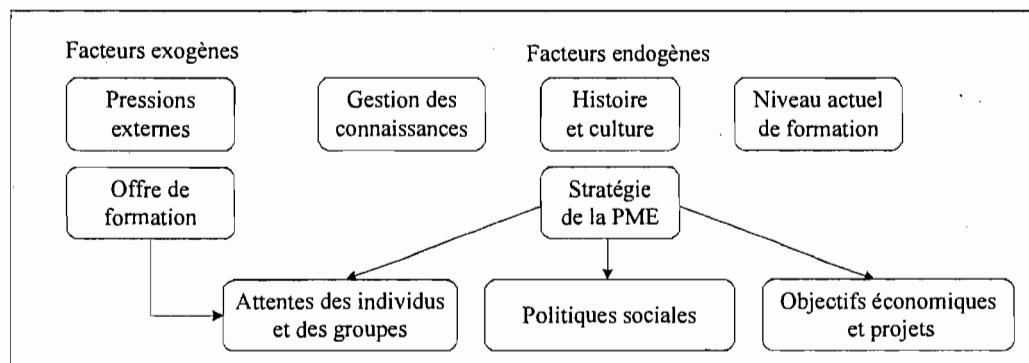 Facteurs exogènes
Facteurs endogènes
Pressions
externes
Gestion des
connaissances
Histoire
et culture
Niveau actuel
de formation
Offre de
formation
Stratégie
de la PME
Attentes des individus
et des groupes
Politiques sociales
Objectifs économiques
et projets